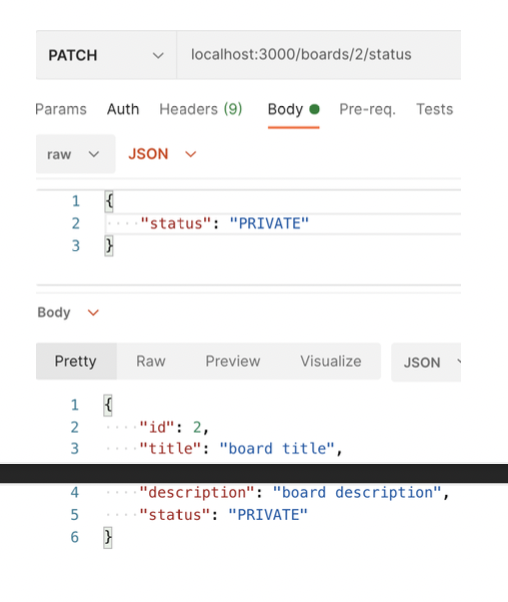 PATCH localhost:3000/boards/2/status
Params Auth Headers (9) Body Pre-req. Tests
raw JSON
1 {
2 "status": "PRIVATE"
3 }
Body
Pretty Raw Preview Visualize JSON
1 {
2 "id": 2,
3 "title": "board title",
4 "description": "board description",
5 "status": "PRIVATE"
6 }